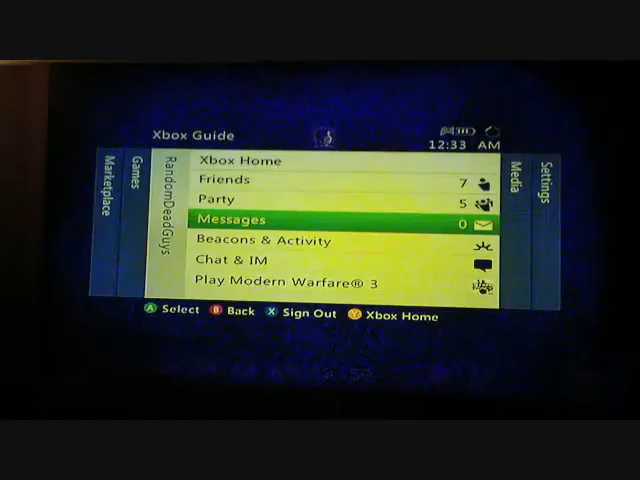 Xbox Guide
12:33 AM
Marketplace
Games
RandomDeadGuys
Xbox Home
Friends 7
Party 5
Messages 0
Beacons & Activity
Chat & IM
Play Modern Warfare® 3
Media
Settings
A Select B Back X Sign Out Y Xbox Home